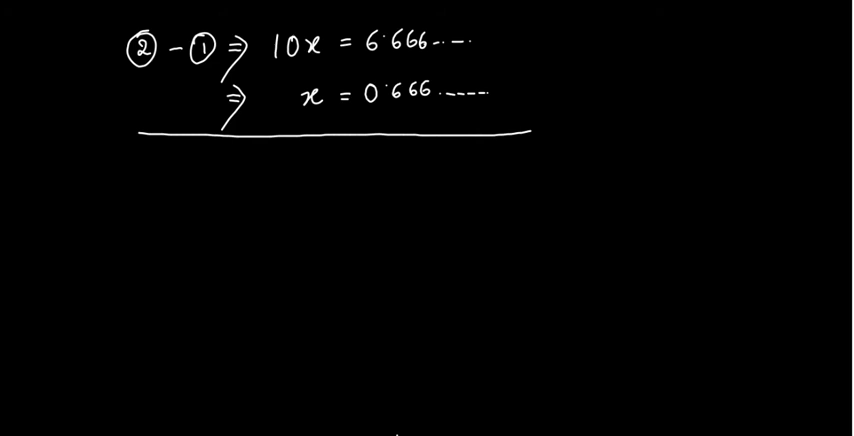 ② - ① ⇒ 10x = 6.666.....
⇒ x = 0.666......